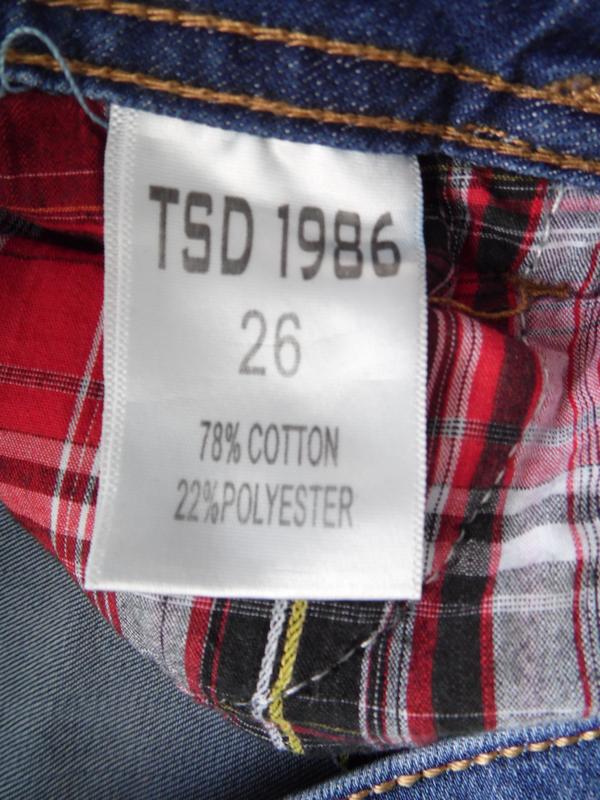 TSD 1986
26
78% COTTON
22%POLYESTER